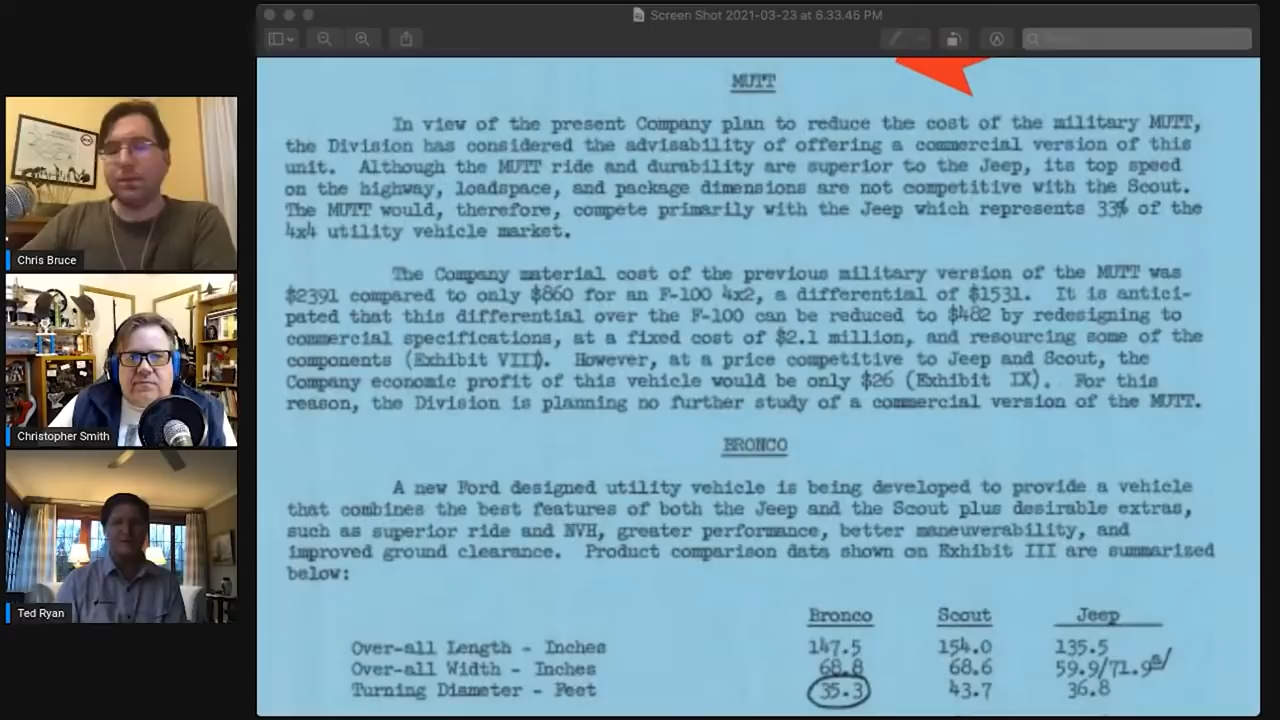 Screen Shot 2021-03-23 at 6.33.45 PM
MUTT
In view of the present Company plan to reduce the cost of the military MUTT,
the Division has considered the advisability of offering a commercial version of this
unit. Although the MUTT ride and durability are superior to the Jeep, its top speed
on the highway, loadspace, and package dimensions are not competitive with the Scout.
The MUTT would, therefore, compete primarily with the Jeep which represents 33% of the
4x4 utility vehicle market.
The Company material cost of the previous military version of the MUTT was
$2391 compared to only $860 for an F-100 4x2, a differential of $1531. It is antici-
pated that this differential over the F-100 can be reduced to $482 by redesigning to
commercial specifications, at a fixed cost of $2.1 million, and resourcing some of the
components (Exhibit VIII). However, at a price competitive to Jeep and Scout, the
Company economic profit of this vehicle would be only $26 (Exhibit IX). For this
reason, the Division is planning no further study of a commercial version of the MUTT.
BRONCO
A new Ford designed utility vehicle is being developed to provide a vehicle
that combines the best features of both the Jeep and the Scout plus desirable extras,
such as superior ride and NVH, greater performance, better maneuverability, and
improved ground clearance. Product comparison data shown on Exhibit III are summarized
below:
Bronco Scout Jeep
Over-all Length - Inches 147.5 154.0 135.5
Over-all Width - Inches 68.8 68.6 59.9/71.9a/
Turning Diameter - Feet 35.3 43.7 36.8
Chris Bruce
Christopher Smith
Ted Ryan